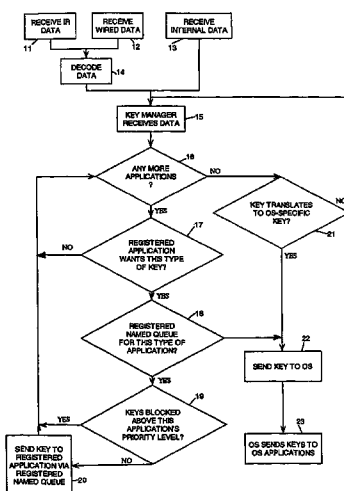 RECEIVE IR
DATA
11
RECEIVE
WIRED DATA
12
RECEIVE
INTERNAL DATA
13
DECODE
DATA
14
KEY MANAGER
RECEIVES DATA
15
ANY MORE
APPLICATIONS
?
16
NO
YES
KEY TRANSLATES
TO OS-SPECIFIC
KEY?
21
NO
YES
REGISTERED
APPLICATION
WANTS THIS TYPE
OF KEY?
17
NO
YES
REGISTERED
NAMED QUEUE
FOR THIS TYPE OF
APPLICATION?
18
YES
SEND KEY TO OS
22
KEYS BLOCKED
ABOVE THIS
APPLICATION'S
PRIORITY LEVEL?
19
YES
NO
OS SENDS KEYS TO
OS APPLICATIONS
23
SEND KEY TO
REGISTERED
APPLICATION VIA
REGISTERED
NAMED QUEUE
20